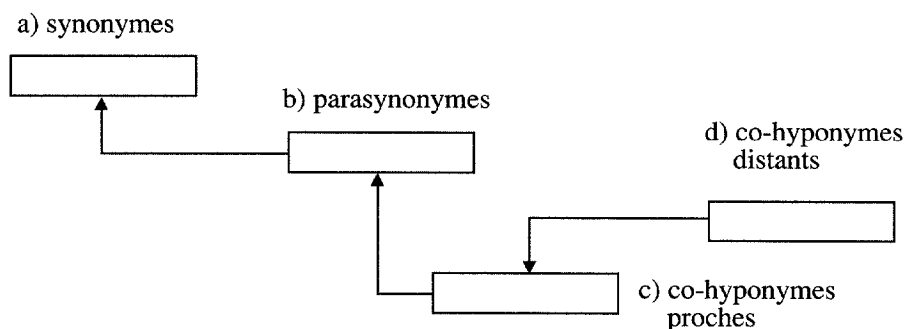 a) synonymes
b) parasynonymes
d) co-hyponymes
distants
c) co-hyponymes
proches